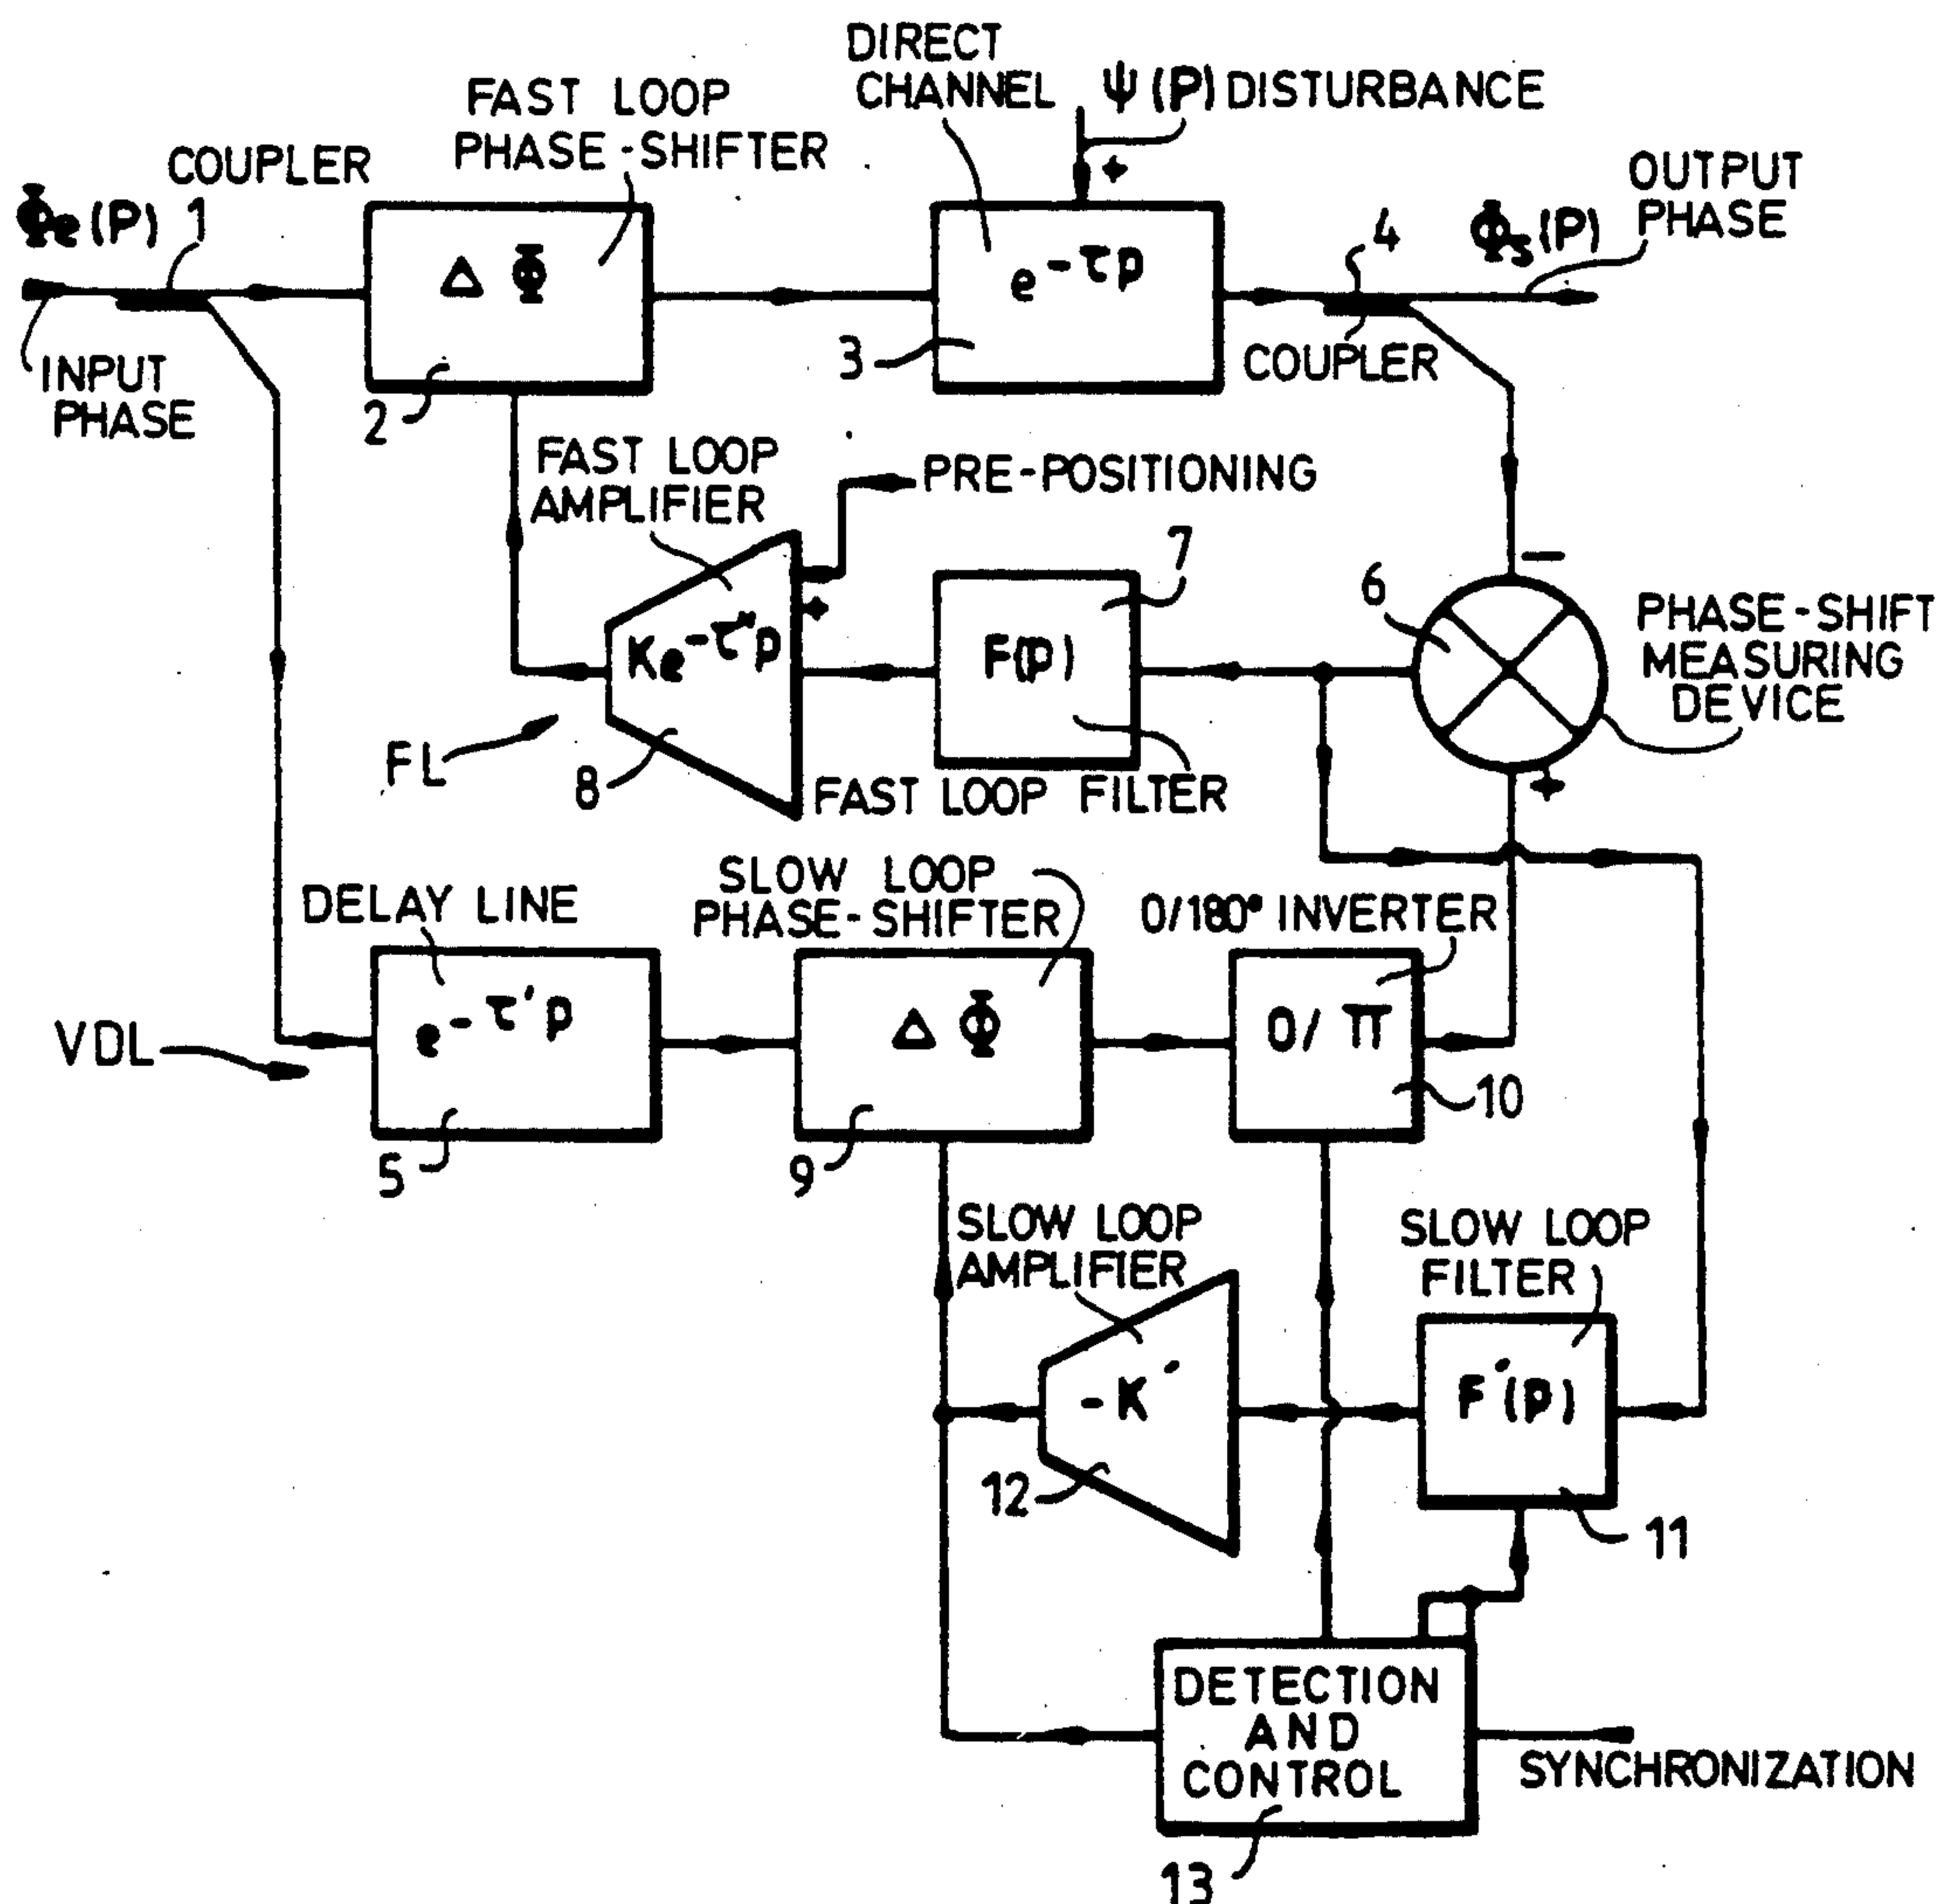 DIRECT
CHANNEL
ψ (P) DISTURBANCE
+
FAST LOOP
PHASE-SHIFTER
COUPLER
Φe (P)
1
INPUT
PHASE
Δ Φ
2
e^-τp
3
4
COUPLER
Φs (P)
OUTPUT
PHASE
FAST LOOP
AMPLIFIER
PRE-POSITIONING
+
Ke^-τ"p
8
FL
7
F(p)
FAST LOOP FILTER
6
−
+
PHASE-SHIFT
MEASURING
DEVICE
DELAY LINE
e^-τ'p
5
VDL
SLOW LOOP
PHASE-SHIFTER
Δ Φ
9
0/180° INVERTER
0/ π
10
SLOW LOOP
AMPLIFIER
-K'
12
SLOW LOOP
FILTER
F'(p)
11
DETECTION
AND
CONTROL
13
SYNCHRONIZATION